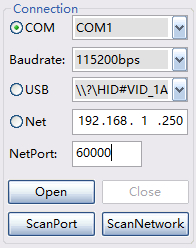 Connection
COM COM1
Baudrate: 115200bps
USB \\?\HID#VID_1A
Net 192.168. 1 .250
NetPort: 60000
Open Close
ScanPort ScanNetwork